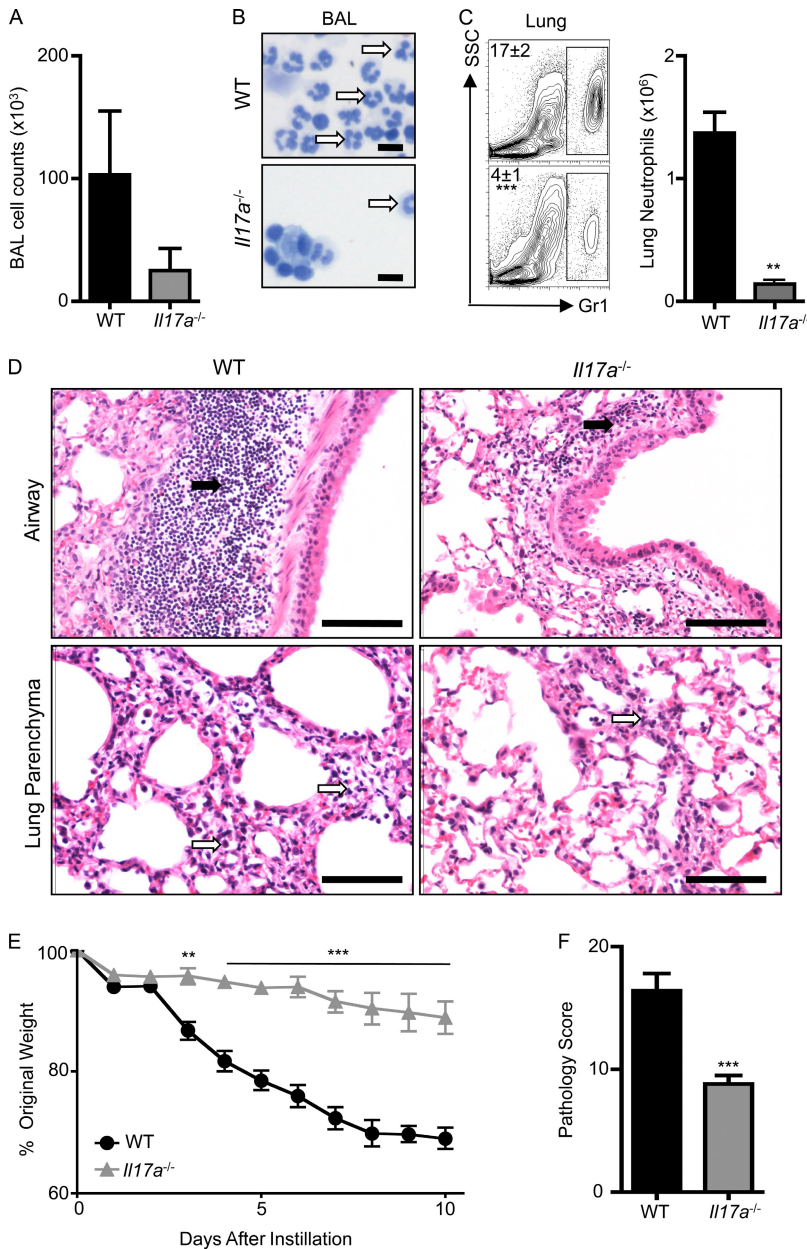 A
BAL cell counts (x10³)
200
100
0
WT
Il17a-/-
B
BAL
WT
Il17a-/-
C
Lung
SSC
17±2
4±1
***
Gr1
Lung Neutrophils (x10⁶)
2
1
0
**
WT
Il17a-/-
D
WT
Il17a-/-
Airway
Lung Parenchyma
E
% Original Weight
100
80
60
**
***
WT
Il17a-/-
0
5
10
Days After Instillation
F
Pathology Score
20
10
0
***
WT
Il17a-/-